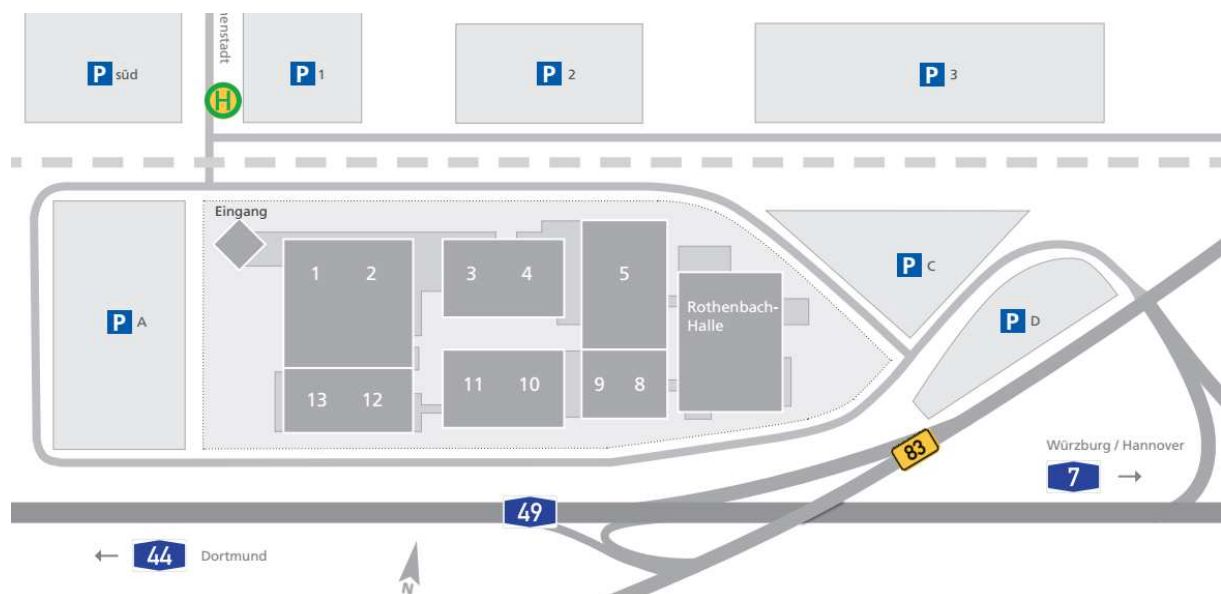 enstadt
P süd
P 1
P 2
P 3
H
Eingang
1 2
3 4
5
Rothenbach-
Halle
P A
P C
P D
13 12
11 10
9 8
83
Würzburg / Hannover
7
49
44 Dortmund
N